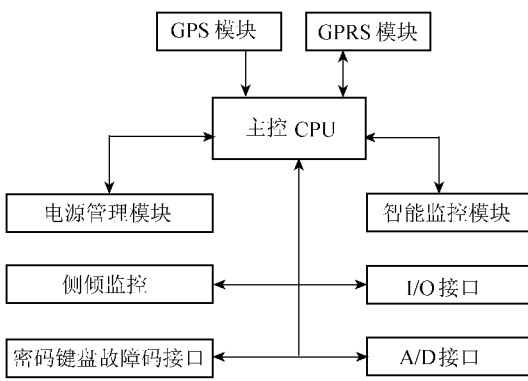 GPS 模块
GPRS 模块
主控 CPU
电源管理模块
智能监控模块
侧倾监控
I/O 接口
密码键盘故障码接口
A/D 接口